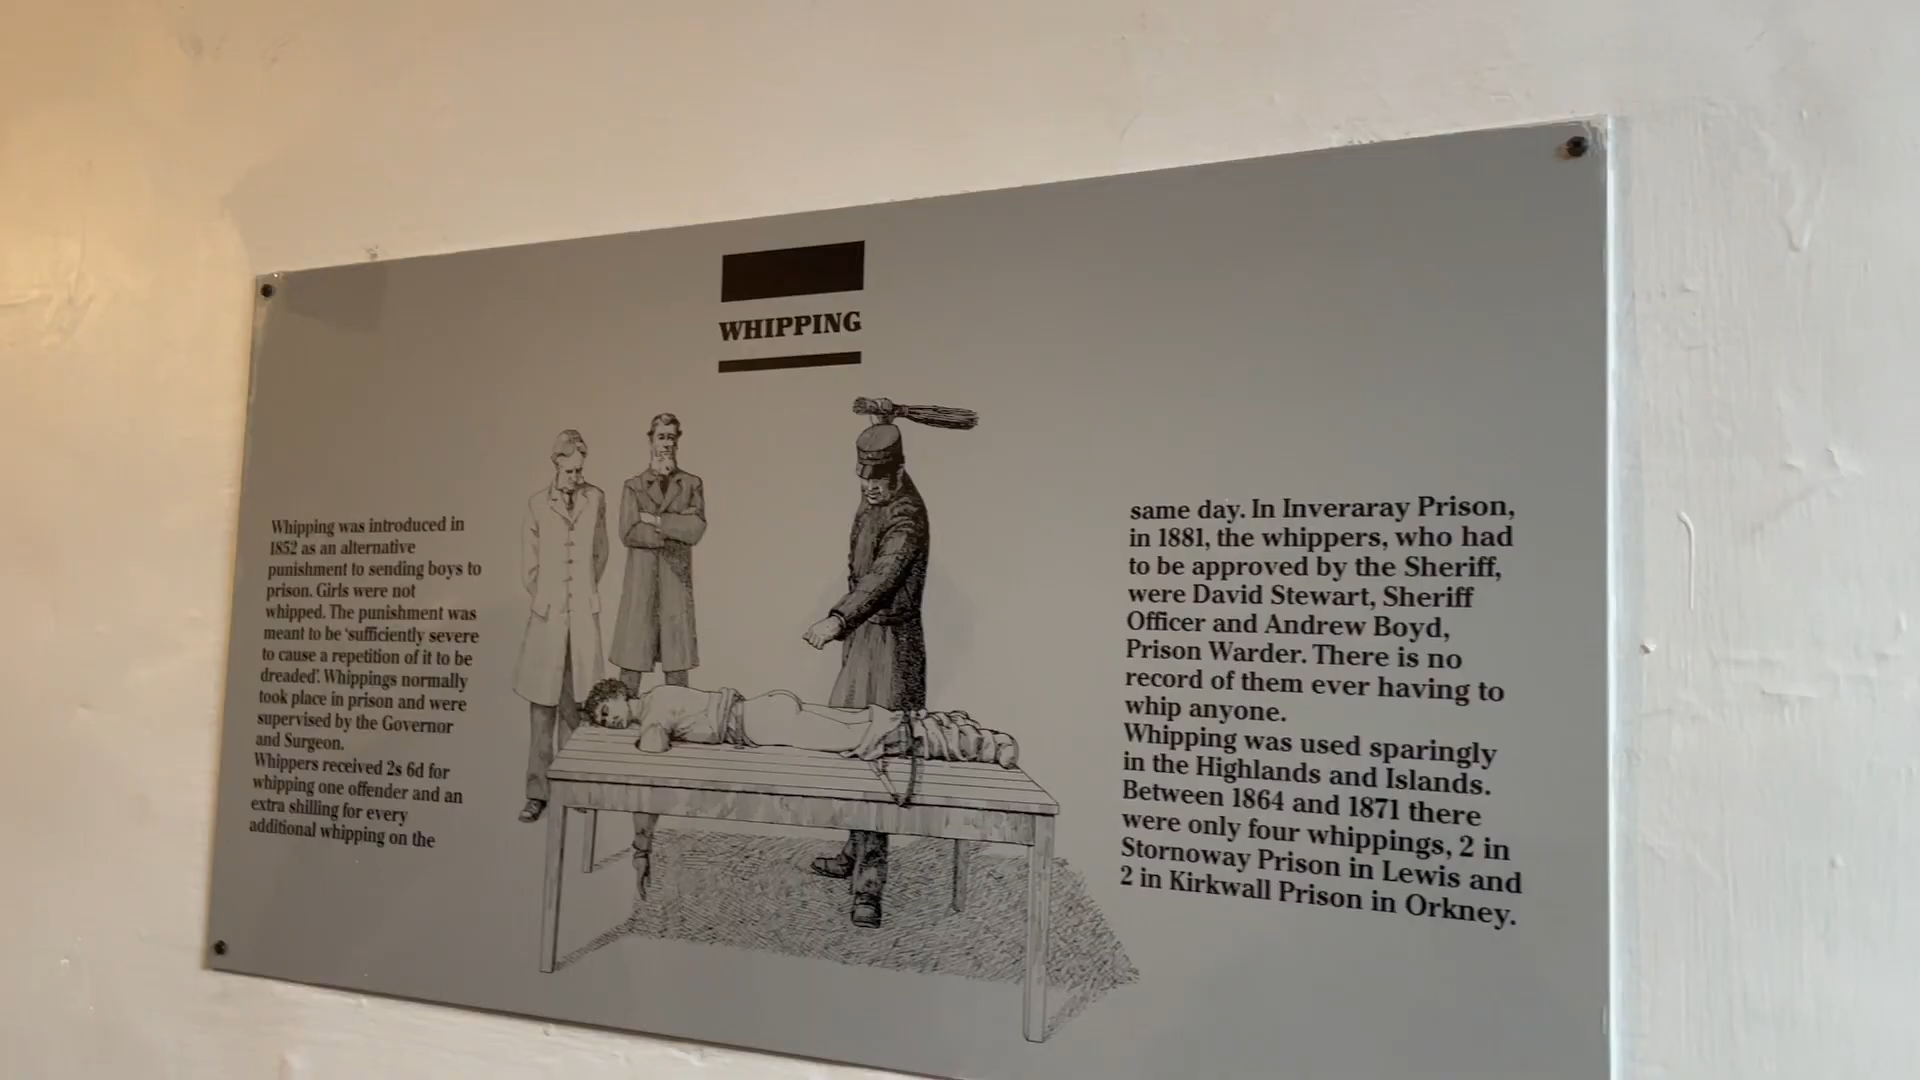 WHIPPING
Whipping was introduced in
1852 as an alternative
punishment to sending boys to
prison. Girls were not
whipped. The punishment was
meant to be 'sufficiently severe
to cause a repetition of it to be
dreaded'. Whippings normally
took place in prison and were
supervised by the Governor
and Surgeon.
Whippers received 2s 6d for
whipping one offender and an
extra shilling for every
additional whipping on the
same day. In Inveraray Prison,
in 1881, the whippers, who had
to be approved by the Sheriff,
were David Stewart, Sheriff
Officer and Andrew Boyd,
Prison Warder. There is no
record of them ever having to
whip anyone.
Whipping was used sparingly
in the Highlands and Islands.
Between 1864 and 1871 there
were only four whippings, 2 in
Stornoway Prison in Lewis and
2 in Kirkwall Prison in Orkney.